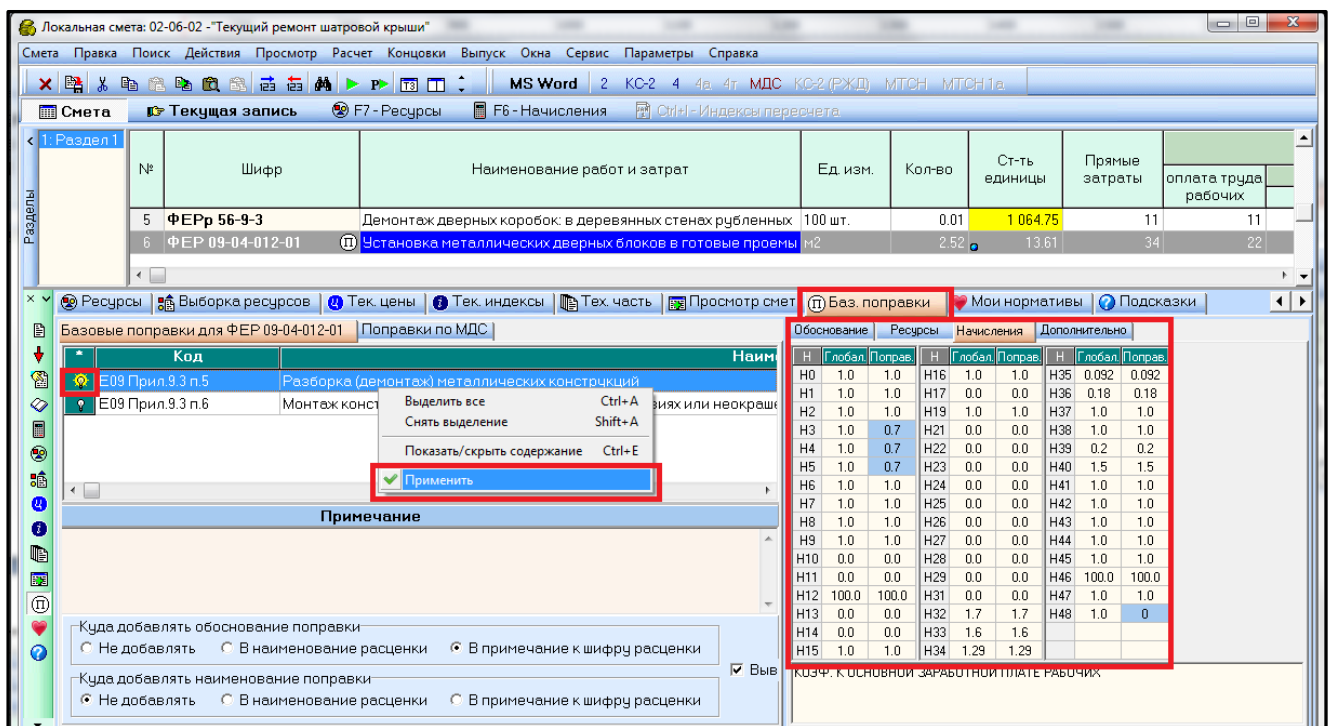 Локальная смета: 02-06-02 -"Текущий ремонт шатровой крыши"
Смета Правка Поиск Действия Просмотр Расчет Концовки Выпуск Окна Сервис Параметры Справка
MS Word 2 КС-2 4 4а 4т МДС КС-2 (РЖД) МТСН МТСН 1а
Смета Текущая запись F7 - Ресурсы F6 - Начисления Ctrl+I - Индексы пересчета
Разделы
1: Раздел 1
№ Шифр Наименование работ и затрат Ед. изм. Кол-во Ст-ть единицы Прямые затраты оплата труда рабочих
5 ФЕРр 56-9-3 Демонтаж дверных коробок: в деревянных стенах рубленных 100 шт. 0.01 1 064.75 11 11
6 ФЕР 09-04-012-01 П Установка металлических дверных блоков в готовые проемы м2 2.52 13.61 34 22
Ресурсы Выборка ресурсов Тек. цены Тек. индексы Тех. часть Просмотр смет П Баз. поправки Мои нормативы Подсказки
Базовые поправки для ФЕР 09-04-012-01 Поправки по МДС
* Код Наим
Е09 Прил.9.3 п.5 Разборка (демонтаж) металлических конструкций
Е09 Прил.9.3 п.6 Монтаж конст виях или неокраше
Выделить все Ctrl+A
Снять выделение Shift+A
Показать/скрыть содержание Ctrl+E
Применить
Примечание
Куда добавлять обоснование поправки
Не добавлять В наименование расценки В примечание к шифру расценки
Куда добавлять наименование поправки
Не добавлять В наименование расценки В примечание к шифру расценки
Выв
Обоснование Ресурсы Начисления Дополнительно
Н Глобал. Поправ. Н Глобал. Поправ. Н Глобал. Поправ.
Н0 1.0 1.0 Н16 1.0 1.0 Н35 0.092 0.092
Н1 1.0 1.0 Н17 0.0 0.0 Н36 0.18 0.18
Н2 1.0 1.0 Н19 1.0 1.0 Н37 1.0 1.0
Н3 1.0 0.7 Н21 0.0 0.0 Н38 1.0 1.0
Н4 1.0 0.7 Н22 0.0 0.0 Н39 0.2 0.2
Н5 1.0 0.7 Н23 0.0 0.0 Н40 1.5 1.5
Н6 1.0 1.0 Н24 0.0 0.0 Н41 1.0 1.0
Н7 1.0 1.0 Н25 0.0 0.0 Н42 1.0 1.0
Н8 1.0 1.0 Н26 0.0 0.0 Н43 1.0 1.0
Н9 1.0 1.0 Н27 0.0 0.0 Н44 1.0 1.0
Н10 0.0 0.0 Н28 0.0 0.0 Н45 1.0 1.0
Н11 0.0 0.0 Н29 0.0 0.0 Н46 100.0 100.0
Н12 100.0 100.0 Н31 0.0 0.0 Н47 1.0 1.0
Н13 0.0 0.0 Н32 1.7 1.7 Н48 1.0 0
Н14 0.0 0.0 Н33 1.6 1.6
Н15 1.0 1.0 Н34 1.29 1.29
КОЭФ. К ОСНОВНОЙ ЗАРАБОТНОЙ ПЛАТЕ РАБОЧИХ